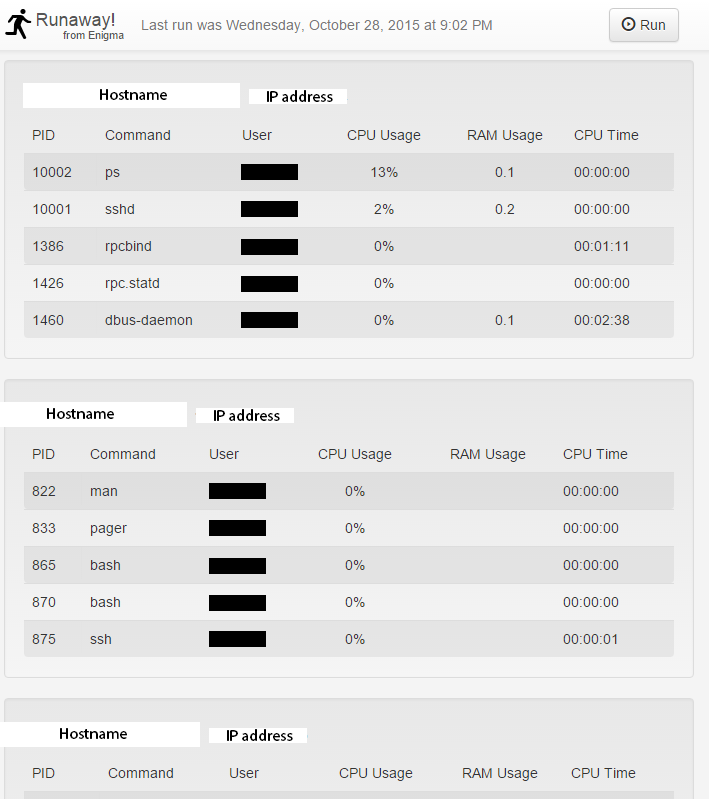 Runaway!
from Enigma
Last run was Wednesday, October 28, 2015 at 9:02 PM
Run
Hostname IP address
PID Command User CPU Usage RAM Usage CPU Time
10002 ps 13% 0.1 00:00:00
10001 sshd 2% 0.2 00:00:00
1386 rpcbind 0% 00:01:11
1426 rpc.statd 0% 00:00:00
1460 dbus-daemon 0% 0.1 00:02:38
Hostname IP address
PID Command User CPU Usage RAM Usage CPU Time
822 man 0% 00:00:00
833 pager 0% 00:00:00
865 bash 0% 00:00:00
870 bash 0% 00:00:00
875 ssh 0% 00:00:01
Hostname IP address
PID Command User CPU Usage RAM Usage CPU Time